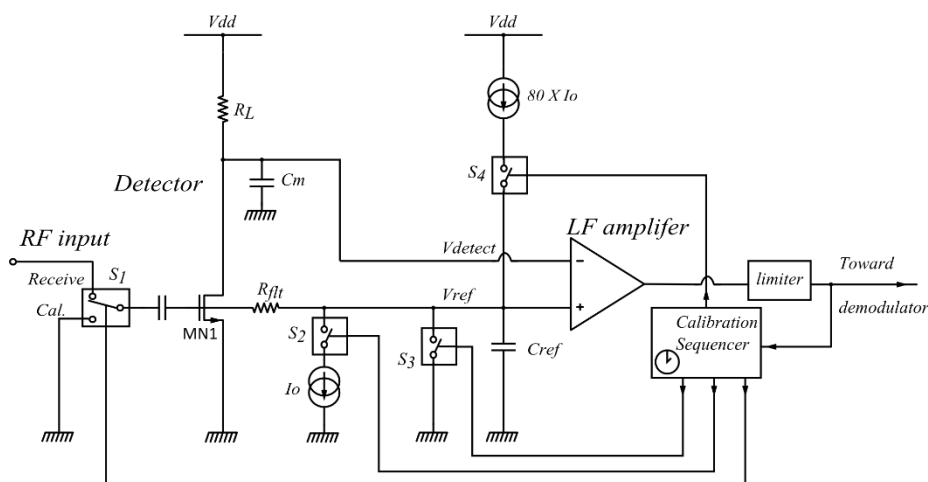 Vdd
Vdd
80 X Io
RL
S4
Cm
Detector
LF amplifer
RF input
Vdetect
Receive
S1
Rflt
Vref
limiter
Toward
demodulator
Cal.
MN1
S2
S3
Cref
Calibration
Sequencer
Io